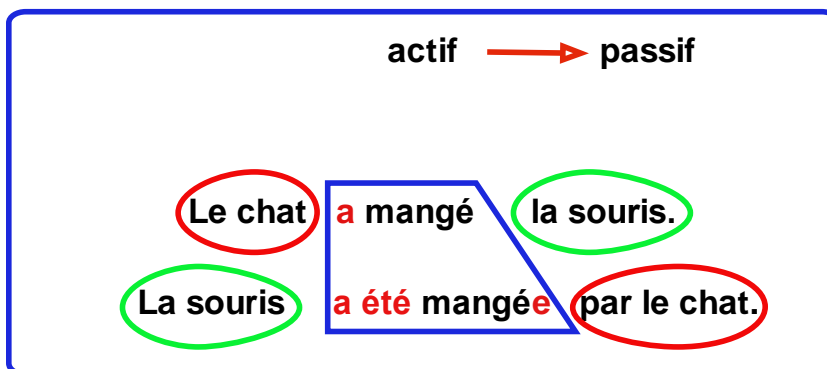 actif passif
Le chat a mangé la souris.
La souris a été mangée par le chat.